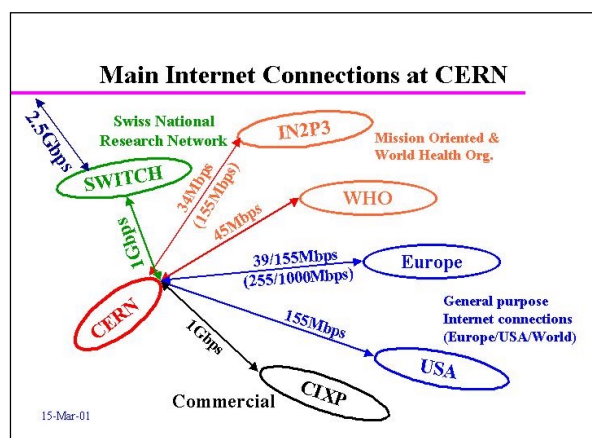 Main Internet Connections at CERN
2.5Gbps
Swiss National
Research Network
IN2P3
Mission Oriented &
World Health Org.
SWITCH
34Mbps
(155Mbps)
WHO
45Mbps
1Gbps
39/155Mbps
(255/1000Mbps)
Europe
CERN
155Mbps
General purpose
Internet connections
(Europe/USA/World)
1Gbps
USA
CIXP
Commercial
15-Mar-01